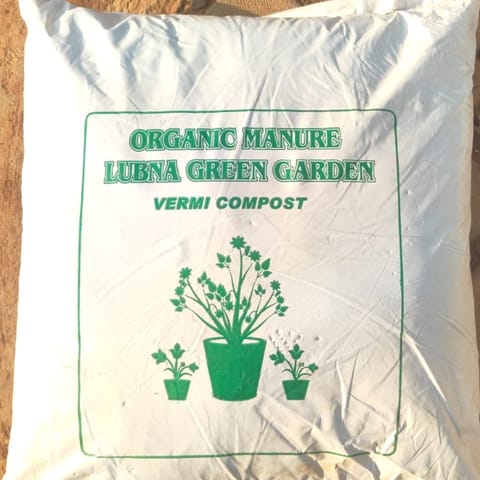 ORGANIC MANURE
LUBNA GREEN GARDEN
VERMI COMPOST